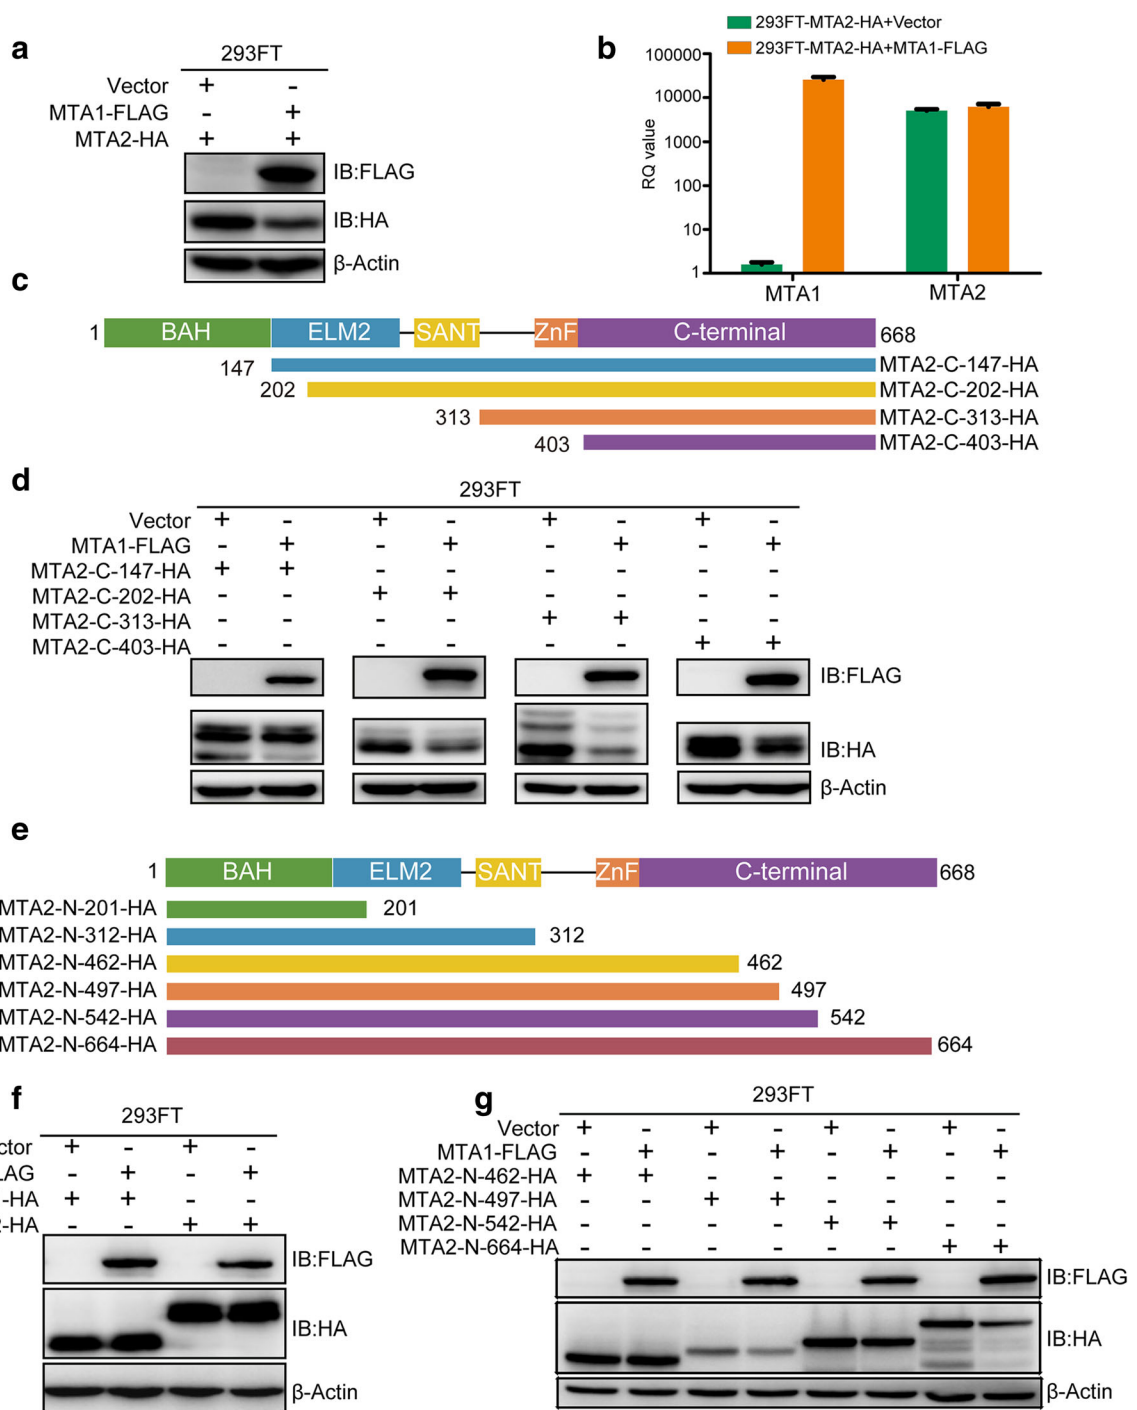 a
293FT
Vector + -
MTA1-FLAG - +
MTA2-HA + +
IB:FLAG
IB:HA
β-Actin
b
293FT-MTA2-HA+Vector
293FT-MTA2-HA+MTA1-FLAG
RQ value
100000
10000
1000
100
10
1
MTA1 MTA2
c
1 BAH ELM2 SANT ZnF C-terminal 668
147 MTA2-C-147-HA
202 MTA2-C-202-HA
313 MTA2-C-313-HA
403 MTA2-C-403-HA
d
293FT
Vector + - + - + - + -
MTA1-FLAG - + - + - + - +
MTA2-C-147-HA + + - - - - - -
MTA2-C-202-HA - - + + - - - -
MTA2-C-313-HA - - - - + + - -
MTA2-C-403-HA - - - - - - + +
IB:FLAG
IB:HA
β-Actin
e
1 BAH ELM2 SANT ZnF C-terminal 668
MTA2-N-201-HA 201
MTA2-N-312-HA 312
MTA2-N-462-HA 462
MTA2-N-497-HA 497
MTA2-N-542-HA 542
MTA2-N-664-HA 664
f
293FT
ctor + - + -
LAG - + - +
-HA + + - -
2-HA - - + +
IB:FLAG
IB:HA
β-Actin
g
293FT
Vector + - + - + - + -
MTA1-FLAG - + - + - + - +
MTA2-N-462-HA + + - - - - - -
MTA2-N-497-HA - - + + - - - -
MTA2-N-542-HA - - - - + + - -
MTA2-N-664-HA - - - - - - + +
IB:FLAG
IB:HA
β-Actin